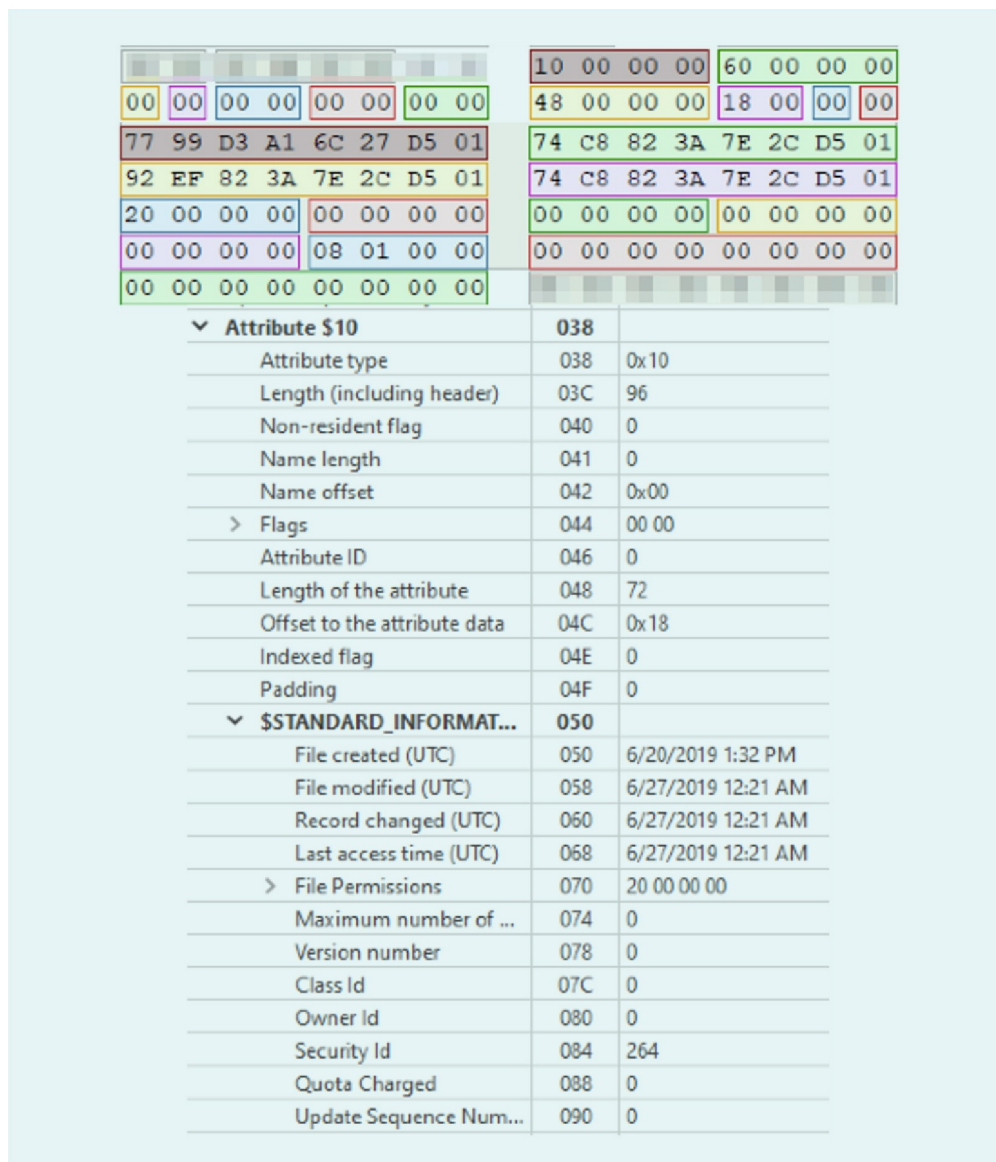 10 00 00 00 60 00 00 00
00 00 00 00 00 00 00 00 48 00 00 00 18 00 00 00
77 99 D3 A1 6C 27 D5 01 74 C8 82 3A 7E 2C D5 01
92 EF 82 3A 7E 2C D5 01 74 C8 82 3A 7E 2C D5 01
20 00 00 00 00 00 00 00 00 00 00 00 00 00 00 00
00 00 00 00 08 01 00 00 00 00 00 00 00 00 00 00
00 00 00 00 00 00 00 00
Attribute $10 038
Attribute type 038 0x10
Length (including header) 03C 96
Non-resident flag 040 0
Name length 041 0
Name offset 042 0x00
Flags 044 00 00
Attribute ID 046 0
Length of the attribute 048 72
Offset to the attribute data 04C 0x18
Indexed flag 04E 0
Padding 04F 0
$STANDARD_INFORMAT... 050
File created (UTC) 050 6/20/2019 1:32 PM
File modified (UTC) 058 6/27/2019 12:21 AM
Record changed (UTC) 060 6/27/2019 12:21 AM
Last access time (UTC) 068 6/27/2019 12:21 AM
File Permissions 070 20 00 00 00
Maximum number of ... 074 0
Version number 078 0
Class Id 07C 0
Owner Id 080 0
Security Id 084 264
Quota Charged 088 0
Update Sequence Num... 090 0